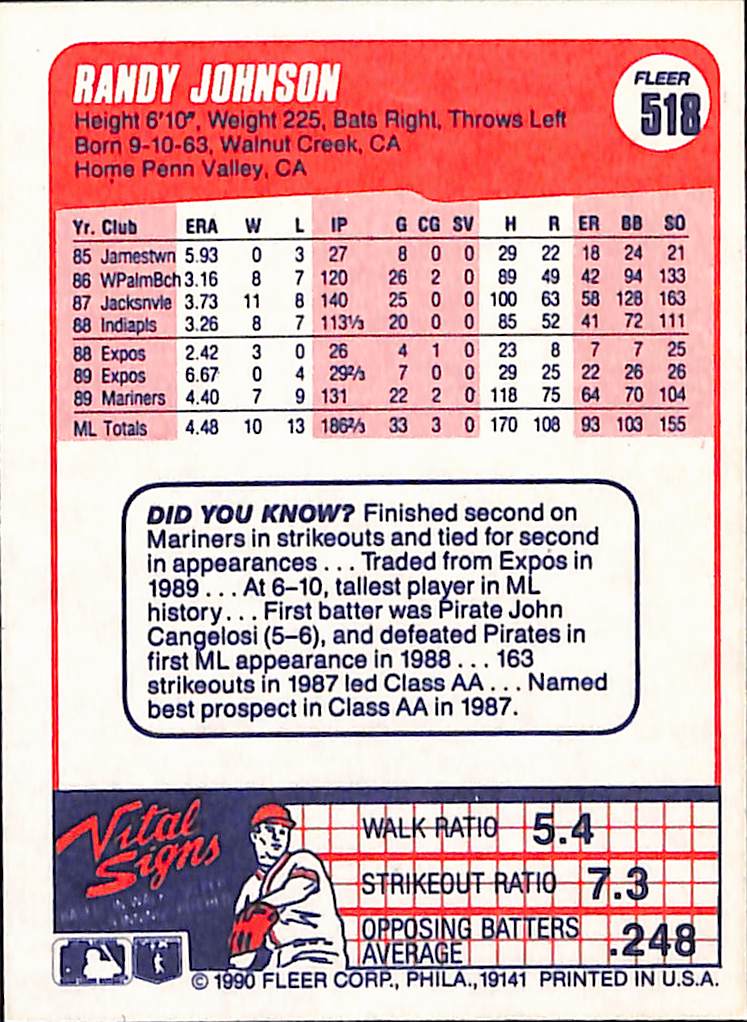 RANDY JOHNSON
FLEER
518
Height 6'10", Weight 225, Bats Right, Throws Left
Born 9-10-63, Walnut Creek, CA
Home Penn Valley, CA
Yr. Club ERA W L IP G CG SV H R ER BB SO
85 Jamestwn 5.93 0 3 27 8 0 0 29 22 18 24 21
86 WPalmBch 3.16 8 7 120 26 2 0 89 49 42 94 133
87 Jacksnvle 3.73 11 8 140 25 0 0 100 63 58 128 163
88 Indiapls 3.26 8 7 113⅓ 20 0 0 85 52 41 72 111
88 Expos 2.42 3 0 26 4 1 0 23 8 7 7 25
89 Expos 6.67 0 4 29⅔ 7 0 0 29 25 22 26 26
89 Mariners 4.40 7 9 131 22 2 0 118 75 64 70 104
ML Totals 4.48 10 13 186⅔ 33 3 0 170 108 93 103 155
DID YOU KNOW? Finished second on
Mariners in strikeouts and tied for second
in appearances . . . Traded from Expos in
1989 . . . At 6-10, tallest player in ML
history . . . First batter was Pirate John
Cangelosi (5-6), and defeated Pirates in
first ML appearance in 1988 . . . 163
strikeouts in 1987 led Class AA . . . Named
best prospect in Class AA in 1987.
Vital
Signs
WALK RATIO 5.4
STRIKEOUT RATIO 7.3
OPPOSING BATTERS
AVERAGE .248
© 1990 FLEER CORP., PHILA., 19141 PRINTED IN U.S.A.